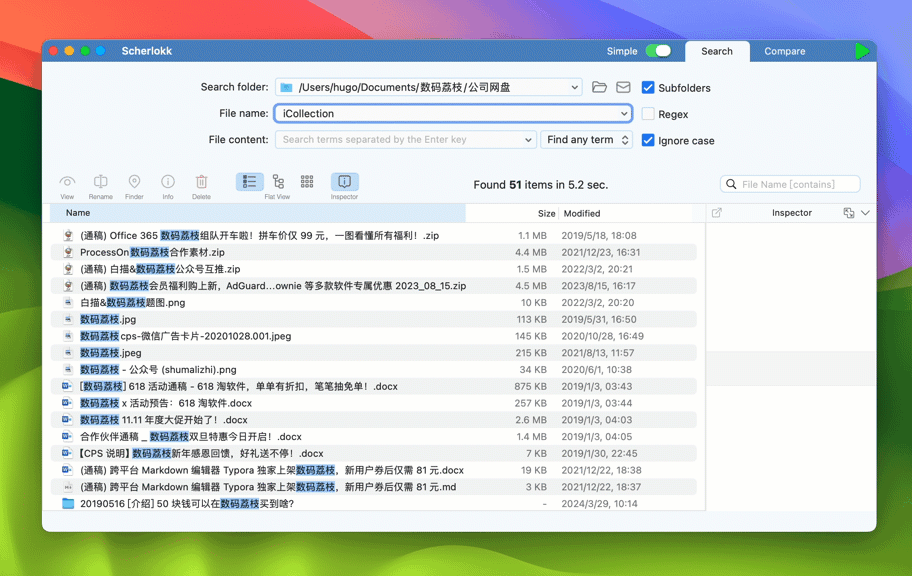 Scherlokk Simple Search Compare
Search folder: /Users/hugo/Documents/数码荔枝/公司网盘 Subfolders
File name: iCollection Regex
File content: Search terms separated by the Enter key Find any term Ignore case
View Rename Finder Info Delete Flat View Inspector Found 51 items in 5.2 sec. File Name [contains]
Name Size Modified Inspector
(通稿) Office 365 数码荔枝组队开车啦！拼车价仅 99 元，一图看懂所有福利！.zip 1.1 MB 2019/5/18, 18:08
ProcessOn数码荔枝合作素材.zip 4.4 MB 2021/12/23, 16:31
(通稿) 白描&数码荔枝公众号互推.zip 1.5 MB 2022/3/2, 20:21
(通稿) 数码荔枝会员福利购上新，AdGuard...ownie 等多款软件专属优惠 2023_08_15.zip 4.5 MB 2023/8/15, 16:17
白描&数码荔枝题图.png 10 KB 2022/3/2, 20:20
数码荔枝.jpg 113 KB 2019/5/31, 16:50
数码荔枝cps-微信广告卡片-20201028.001.jpeg 145 KB 2020/10/28, 16:49
数码荔枝.jpeg 215 KB 2021/8/13, 11:57
数码荔枝 - 公众号 (shumalizhi).png 34 KB 2020/6/1, 10:38
[数码荔枝] 618 活动通稿 - 618 淘软件，单单有折扣，笔笔抽免单！.docx 875 KB 2019/1/3, 03:43
数码荔枝 x 活动预告：618 淘软件.docx 257 KB 2019/1/3, 03:44
数码荔枝 11.11 年度大促开始了！.docx 2.6 MB 2019/1/3, 04:03
合作伙伴通稿 _ 数码荔枝双旦特惠今日开启！.docx 1.4 MB 2019/1/3, 04:05
【CPS 说明】数码荔枝新年感恩回馈，好礼送不停！.docx 7 KB 2019/1/30, 22:45
(通稿) 跨平台 Markdown 编辑器 Typora 独家上架数码荔枝，新用户券后仅需 81 元.docx 19 KB 2021/12/22, 18:38
(通稿) 跨平台 Markdown 编辑器 Typora 独家上架数码荔枝，新用户券后仅需 81 元.md 3 KB 2021/12/22, 18:37
20190516 [介绍] 50 块钱可以在数码荔枝买到啥? - 2024/3/29, 10:14